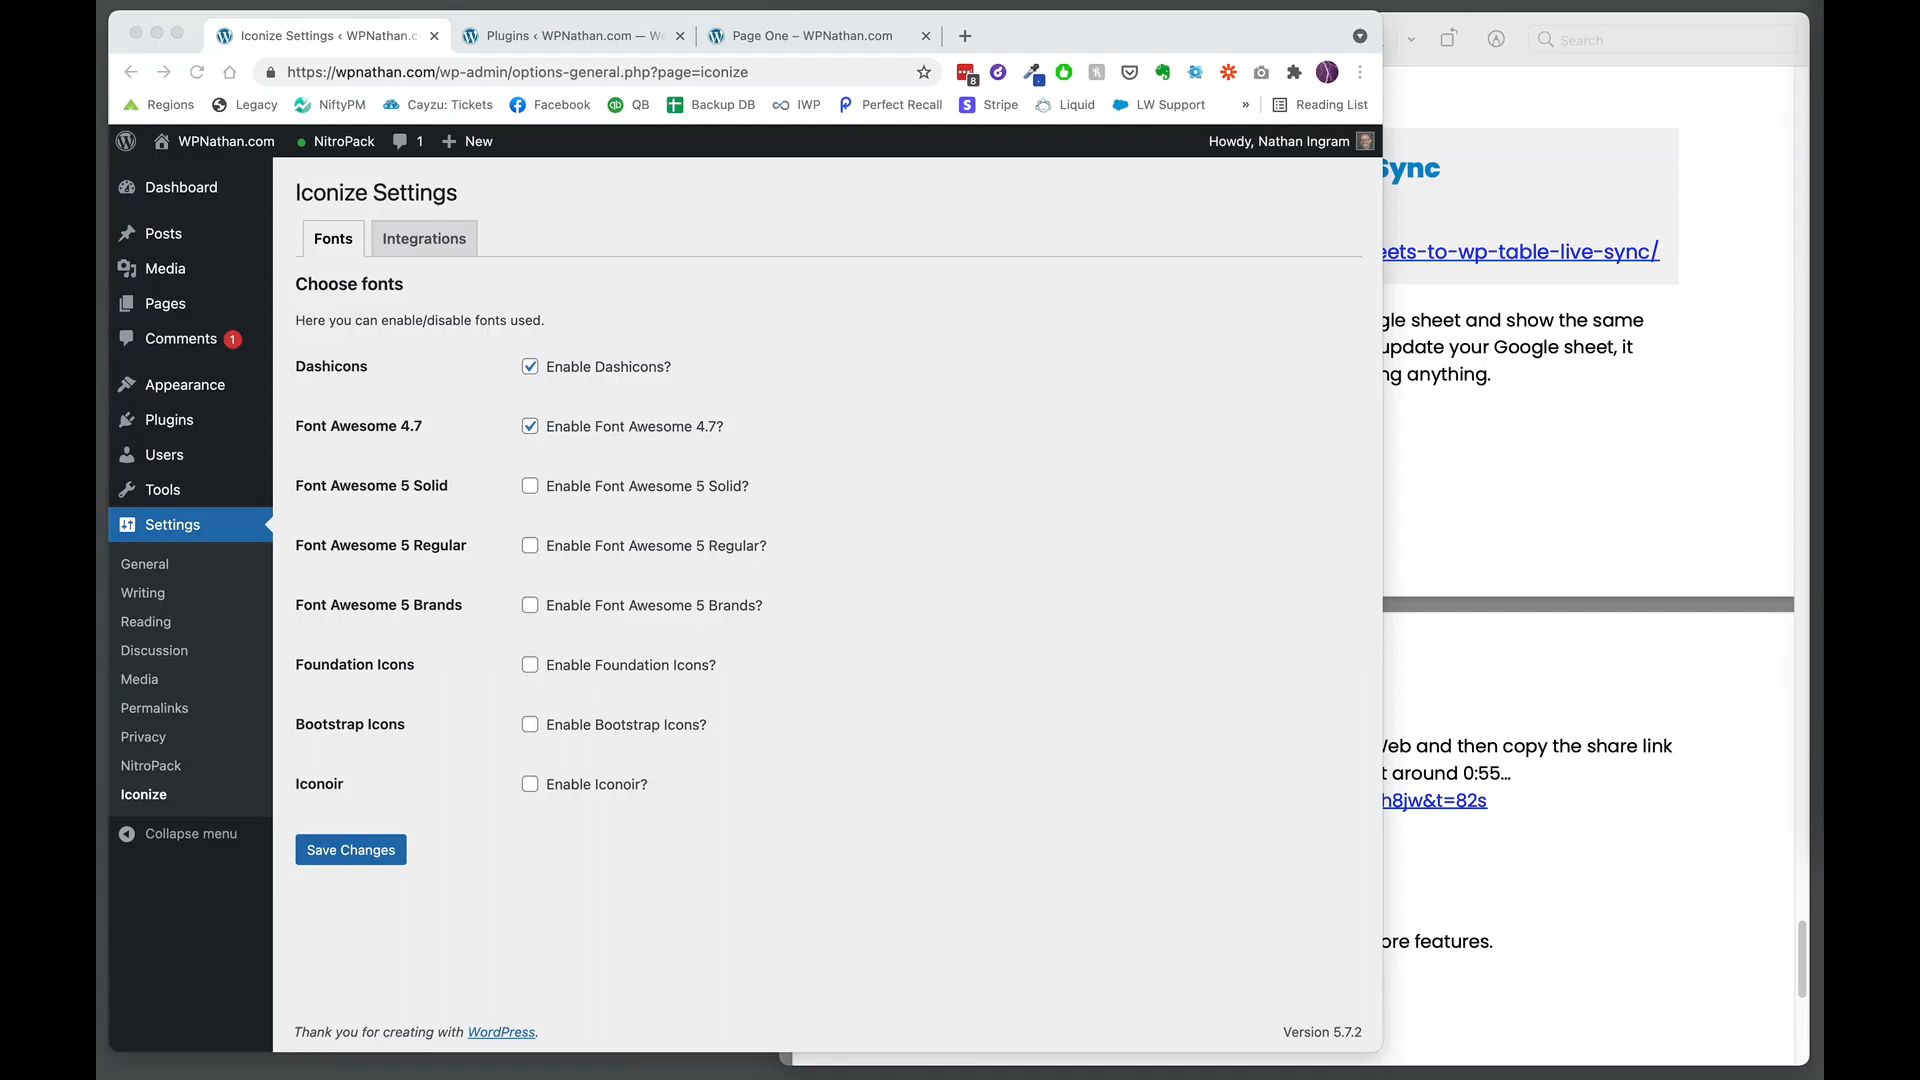 Iconize Settings ‹ WPNathan.c
Plugins ‹ WPNathan.com — Wo
Page One – WPNathan.com
Search
https://wpnathan.com/wp-admin/options-general.php?page=iconize
8
Regions
Legacy
NiftyPM
Cayzu: Tickets
Facebook
QB
Backup DB
IWP
Perfect Recall
Stripe
Liquid
LW Support
»
Reading List
WPNathan.com
NitroPack
1
New
Howdy, Nathan Ingram
Dashboard
Posts
Media
Pages
Comments 1
Appearance
Plugins
Users
Tools
Settings
General
Writing
Reading
Discussion
Media
Permalinks
Privacy
NitroPack
Iconize
Collapse menu
Iconize Settings
Fonts
Integrations
Choose fonts
Here you can enable/disable fonts used.
Dashicons
Enable Dashicons?
Font Awesome 4.7
Enable Font Awesome 4.7?
Font Awesome 5 Solid
Enable Font Awesome 5 Solid?
Font Awesome 5 Regular
Enable Font Awesome 5 Regular?
Font Awesome 5 Brands
Enable Font Awesome 5 Brands?
Foundation Icons
Enable Foundation Icons?
Bootstrap Icons
Enable Bootstrap Icons?
Iconoir
Enable Iconoir?
Save Changes
Thank you for creating with WordPress.
Version 5.7.2
Sync
eets-to-wp-table-live-sync/
gle sheet and show the same
update your Google sheet, it
ng anything.
Web and then copy the share link
t around 0:55...
h8jw&t=82s
ore features.